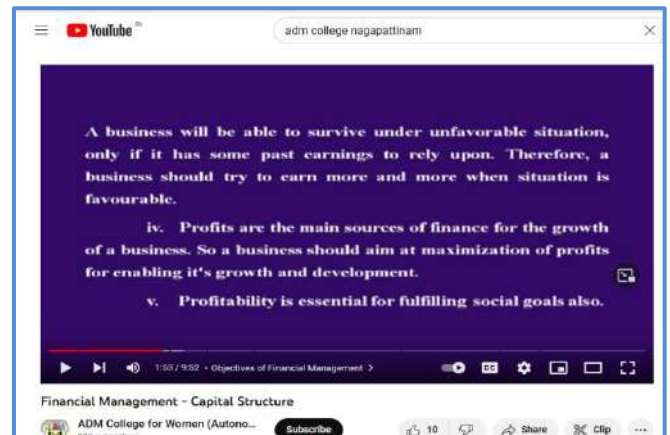 YouTube IN
adm college nagapattinam
A business will be able to survive under unfavorable situation,
only if it has some past earnings to rely upon. Therefore, a
business should try to earn more and more when situation is
favourable.
iv. Profits are the main sources of finance for the growth
of a business. So a business should aim at maximization of profits
for enabling it's growth and development.
v. Profitability is essential for fulfilling social goals also.
1:53 / 9:52 • Objectives of Financial Management >
CC
Financial Management - Capital Structure
ADM College for Women (Autono...
Subscribe
10
Share
Clip